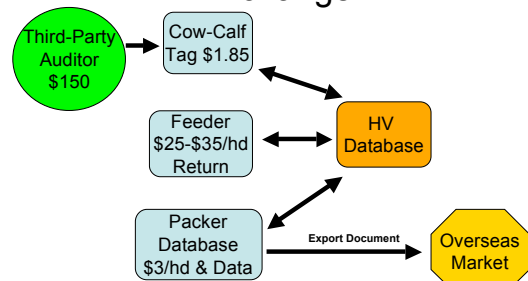 Third-Party
Auditor
$150
Cow-Calf
Tag $1.85
Feeder
$25-$35/hd
Return
HV
Database
Packer
Database
$3/hd & Data
Export Document
Overseas
Market